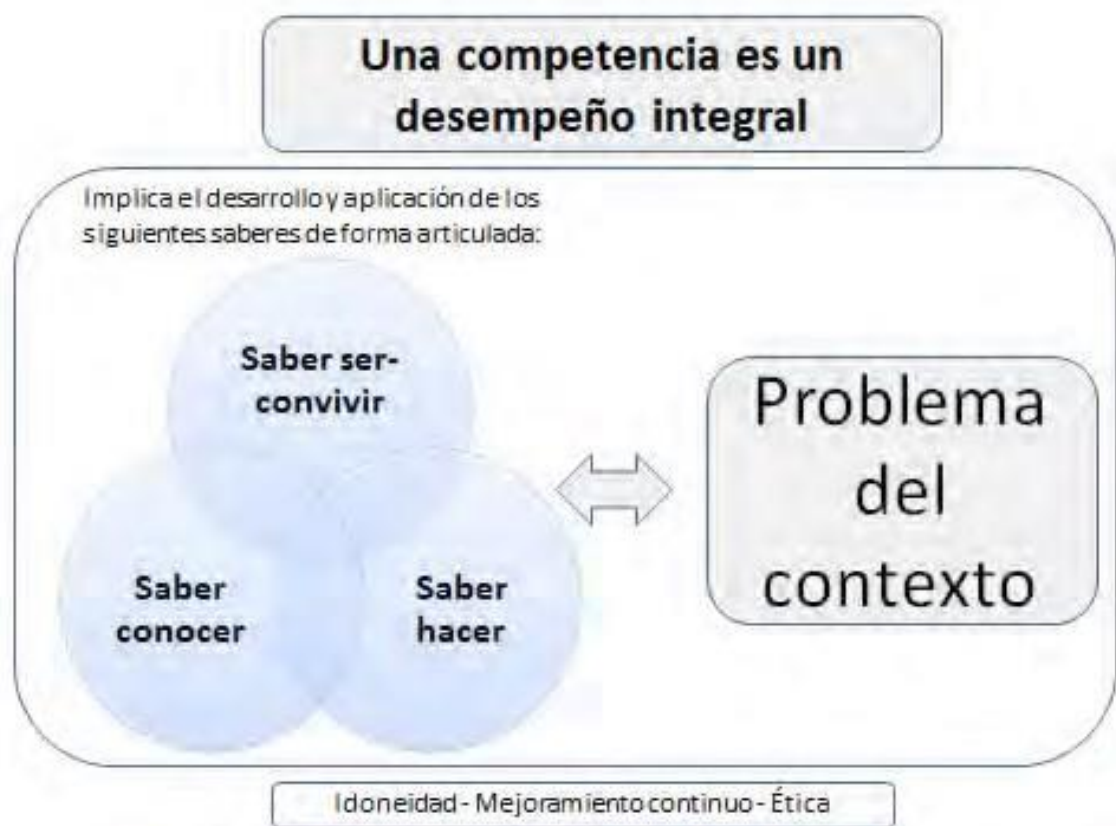 Una competencia es un
desempeño integral
Implica el desarrollo y aplicación de los
siguientes saberes de forma articulada:
Saber ser-
convivir
Saber
conocer
Saber
hacer
Problema
del
contexto
Idoneidad - Mejoramiento continuo - Ética